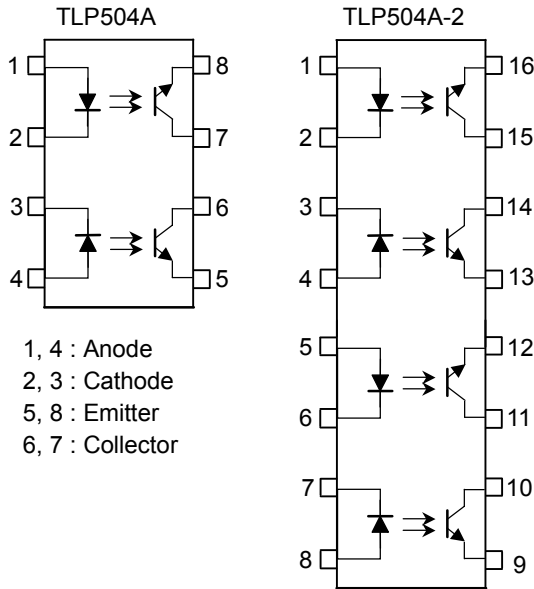 TLP504A
1 8
2 7
3 6
4 5
1, 4 : Anode
2, 3 : Cathode
5, 8 : Emitter
6, 7 : Collector
TLP504A-2
1 16
2 15
3 14
4 13
5 12
6 11
7 10
8 9